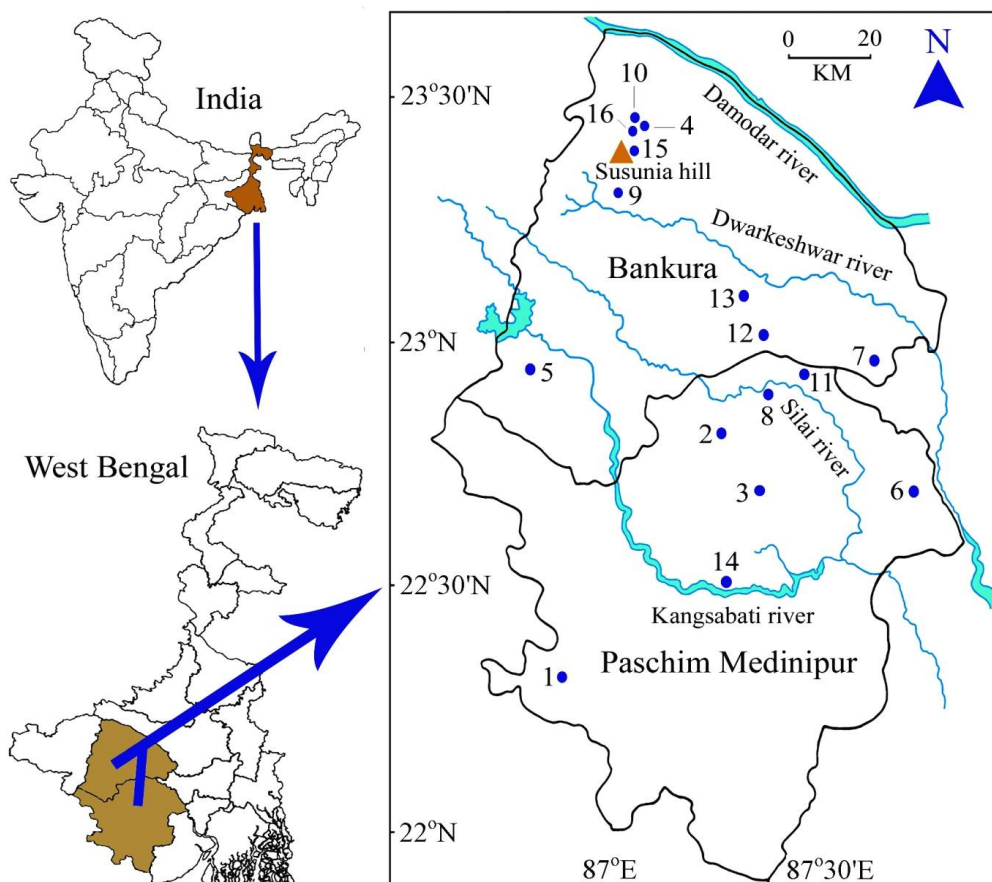 India
West Bengal
0 20
KM
N
23°30'N
23°N
22°30'N
22°N
87°E
87°30'E
10
16
4
15
Susunia hill
9
Damodar river
Dwarkeshwar river
Bankura
13
12
7
5
11
8
2
Silai river
3
6
14
Kangsabati river
Paschim Medinipur
1